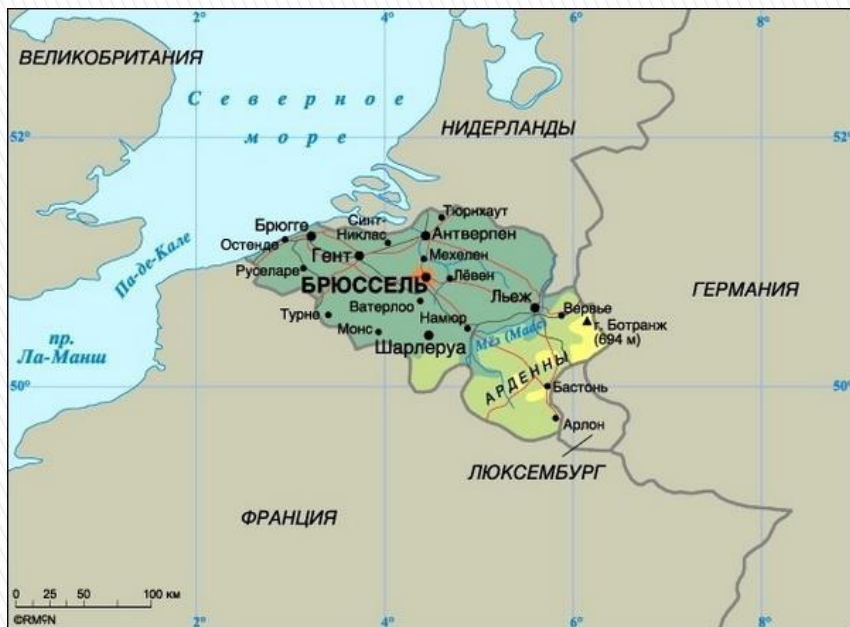 2° 4° 6° 8°
ВЕЛИКОБРИТАНИЯ
Северное
море
52° 52°
НИДЕРЛАНДЫ
Па-де-Кале
Тюрнхаут
Брюгге
Синт-
Никлас
Антверпен
Остенде
Гент
Мехелен
Руселаре
БРЮССЕЛЬ
Лёвен
Льеж
ГЕРМАНИЯ
Ватерлоо
Вервье
Турне
Намюр
г. Ботранж
(694 м)
Монс
Шарлеруа
Мёз (Маас)
пр.
Ла-Манш
АРДЕННЫ
50° 50°
Бастонь
Арлон
ЛЮКСЕМБУРГ
ФРАНЦИЯ
0 25 50 100 км
2° 4° 6° 8°